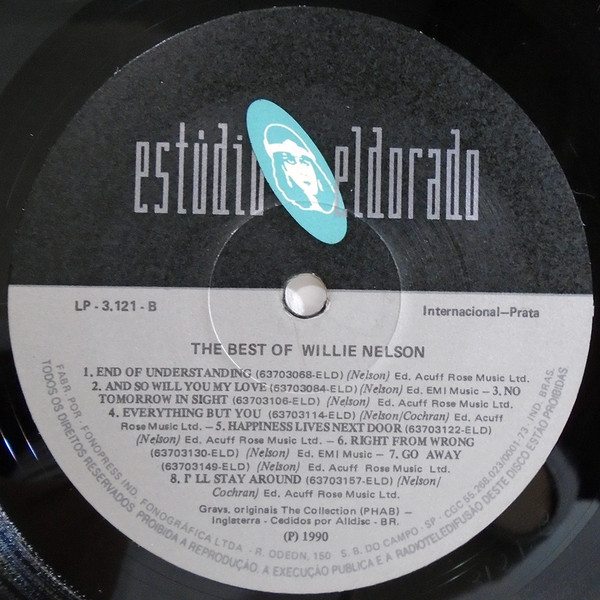 estúdio eldorado
LP - 3.121 - B
Internacional—Prata
THE BEST OF WILLIE NELSON
1. END OF UNDERSTANDING (63703068-ELD) (Nelson) Ed. Acuff Rose Music Ltd.
2. AND SO WILL YOU MY LOVE (63703084-ELD) (Nelson) Ed. EMI Music — 3. NO
TOMORROW IN SIGHT (63703106-ELD) (Nelson) Ed. Acuff Rose Music Ltd.
4. EVERYTHING BUT YOU (63703114-ELD) (Nelson/Cochran) Ed. Acuff
Rose Music Ltd. — 5. HAPPINESS LIVES NEXT DOOR (63703122-ELD)
(Nelson) Ed. Acuff Rose Music Ltd. — 6. RIGHT FROM WRONG
(63703130-ELD) (Nelson) Ed. EMI Music — 7. GO AWAY
(63703149-ELD) (Nelson) Ed. Acuff Rose Music Ltd.
8. I' LL STAY AROUND (63703157-ELD) (Nelson/
Cochran) Ed. Acuff Rose Music Ltd.
Gravs. originais The Collection (PHAB) —
Inglaterra - Cedidos por Alldisc - BR.
(P) 1990
FABR POR - FONOPRESS IND. FONOGRÁFICA LTDA - R. ODEON, 150 S. B. DO CAMPO - SP - CGC 55.066.023/0001-73 - IND. BRAS.
TODOS OS DIREITOS RESERVADOS PROIBIDA A REPRODUÇÃO, A EXECUÇÃO PUBLICA E A RADIOTELEDIFUSÃO DESTE DISCO ESTÃO PROIBIDAS